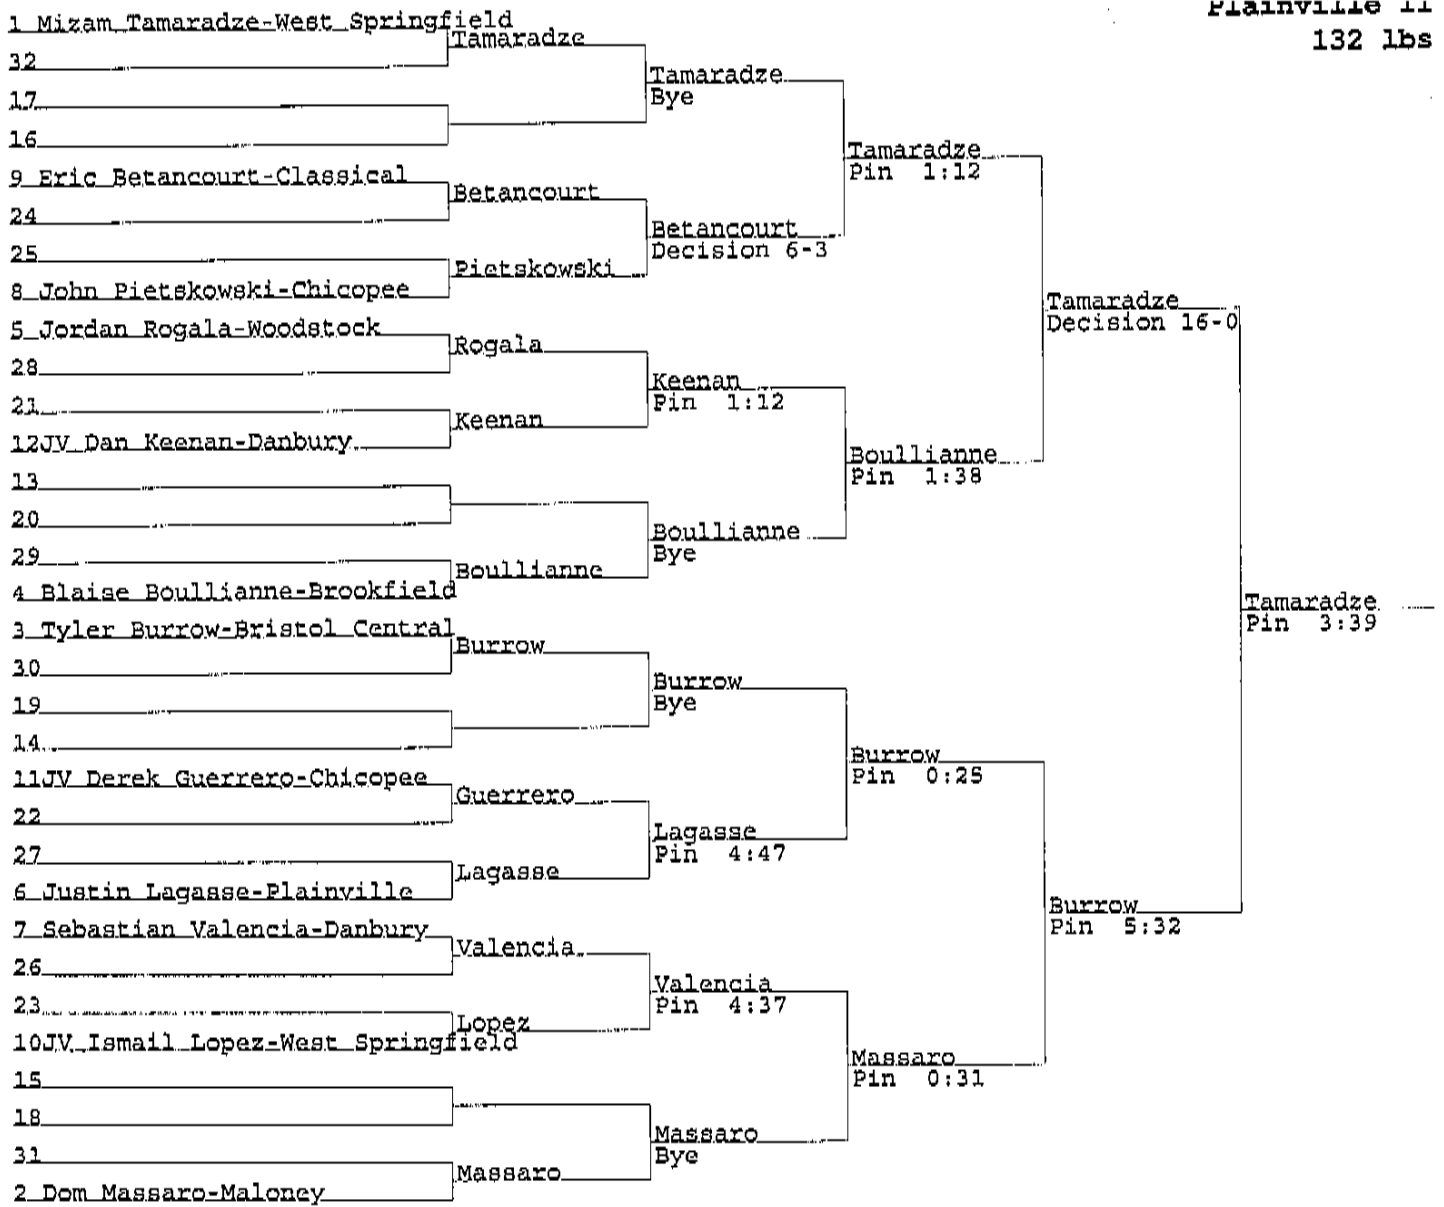 Plainville II
132 lbs
1 Mizam Tamaradze-West Springfield
Tamaradze
32
Tamaradze
Bye
17
16
Tamaradze
Pin 1:12
9 Eric Betancourt-Classical
Betancourt
24
Betancourt
Decision 6-3
25
Pietskowski
8 John Pietskowski-Chicopee
Tamaradze
Decision 16-0
5 Jordan Rogala-Woodstock
Rogala
28
Keenan
Pin 1:12
21
Keenan
12JV Dan Keenan-Danbury
Boullianne
Pin 1:38
13
20
Boullianne
Bye
29
Boullianne
4 Blaise Boullianne-Brookfield
Tamaradze
Pin 3:39
3 Tyler Burrow-Bristol Central
Burrow
30
Burrow
Bye
19
14
Burrow
Pin 0:25
11JV Derek Guerrero-Chicopee
Guerrero
22
Lagasse
Pin 4:47
27
Lagasse
6 Justin Lagasse-Plainville
Burrow
Pin 5:32
7 Sebastian Valencia-Danbury
Valencia
26
Valencia
Pin 4:37
23
Lopez
10JV Ismail Lopez-West Springfield
Massaro
Pin 0:31
15
18
Massaro
Bye
31
Massaro
2 Dom Massaro-Maloney